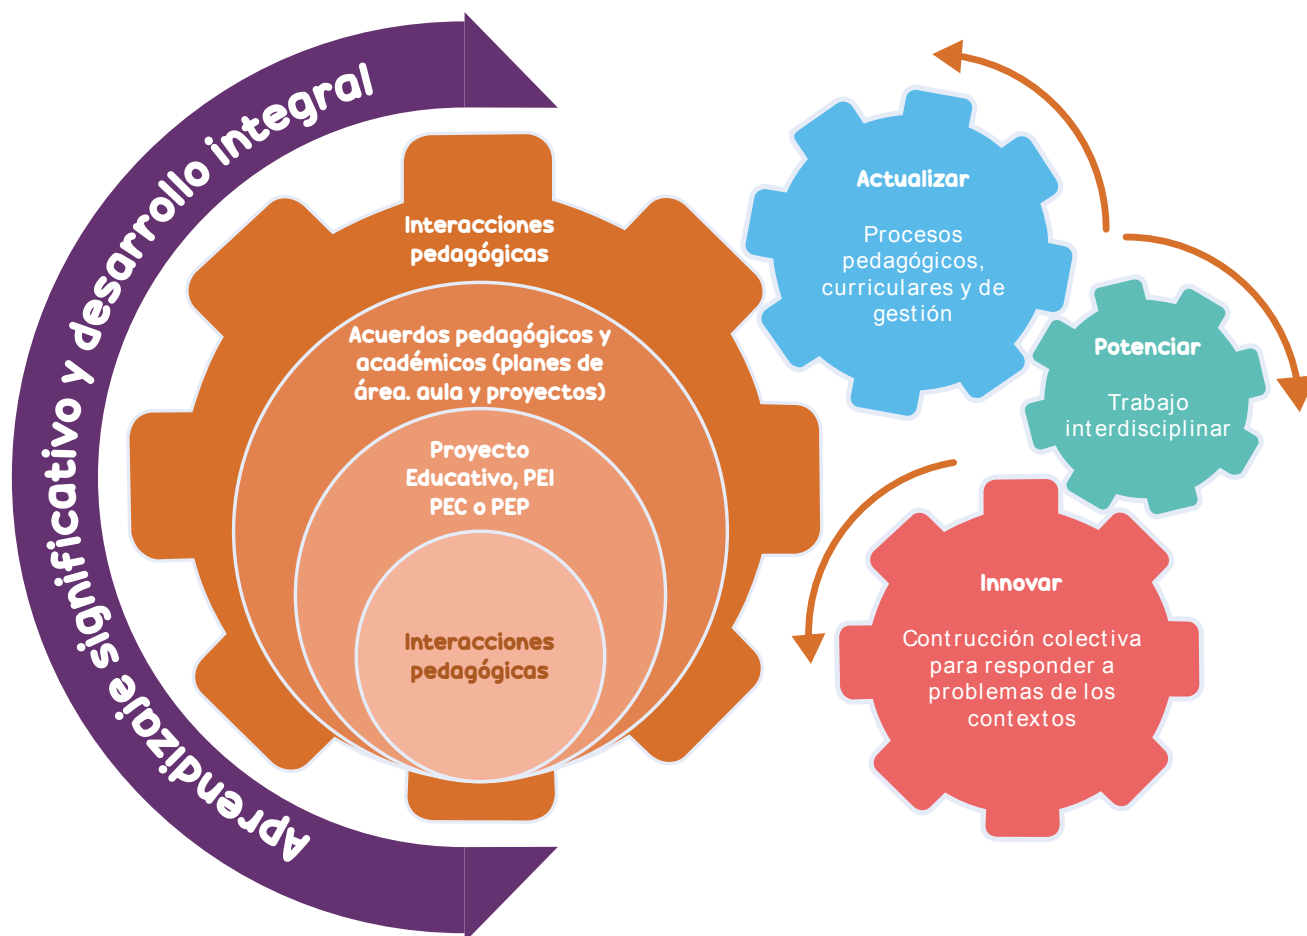 Aprendizaje significativo y desarrollo integral
Interacciones
pedagógicas
Acuerdos pedagógicos y
académicos (planes de
área. aula y proyectos)
Proyecto
Educativo, PEI
PEC o PEP
Interacciones
pedagógicas
Actualizar
Procesos
pedagógicos,
curriculares y de
gestión
Potenciar
Trabajo
interdisciplinar
Innovar
Contrucción colectiva
para responder a
problemas de los
contextos